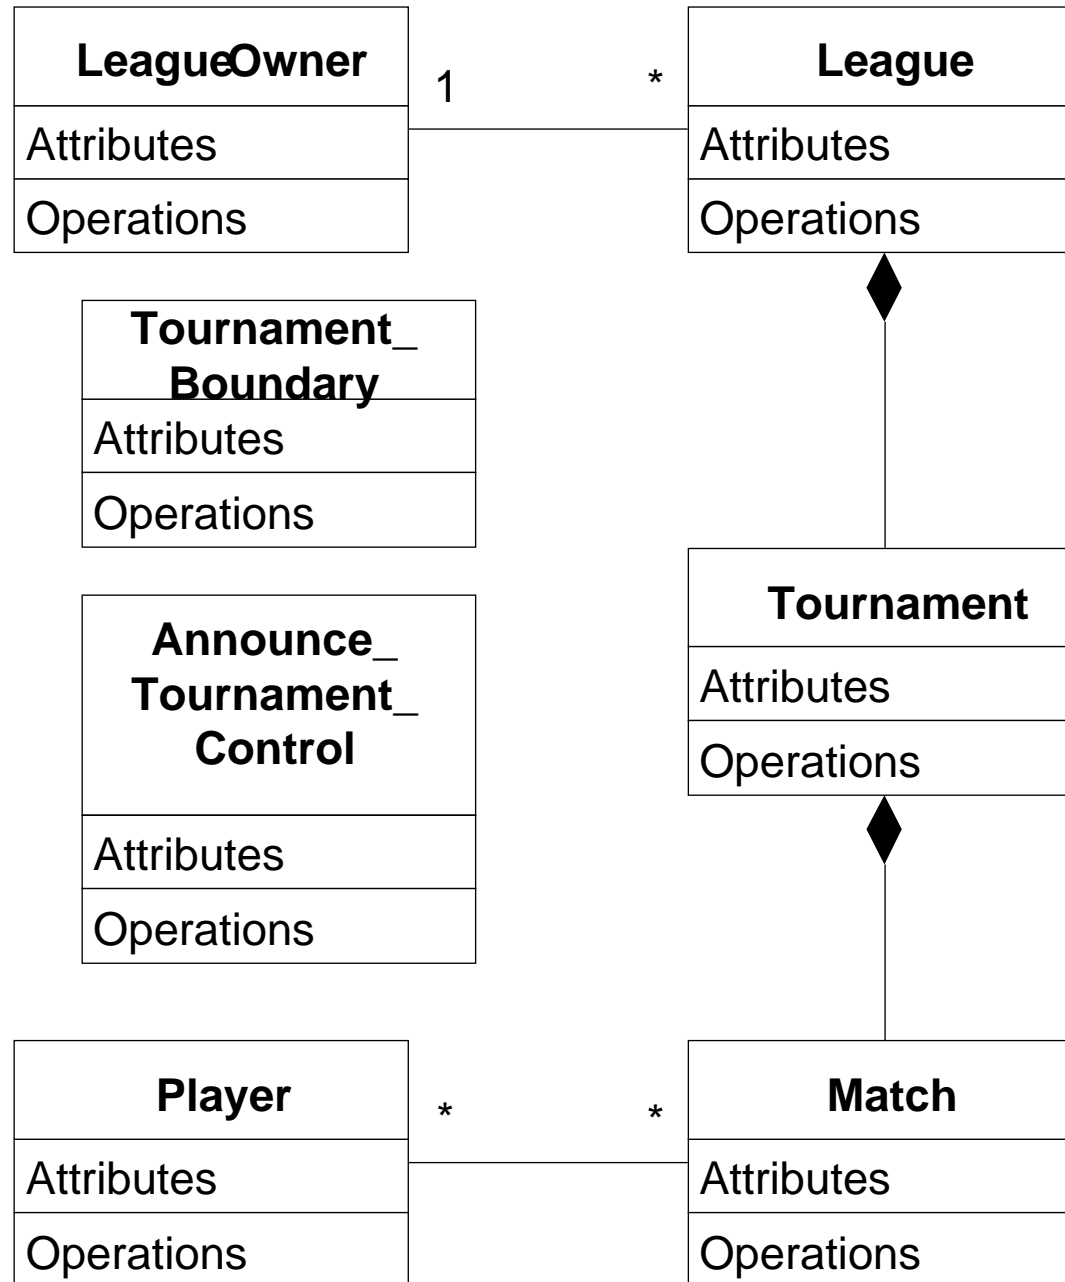 LeagueOwner
Attributes
Operations
1
*
League
Attributes
Operations
Tournament_
Boundary
Attributes
Operations
Announce_
Tournament_
Control
Attributes
Operations
Tournament
Attributes
Operations
Player
Attributes
Operations
*
*
Match
Attributes
Operations